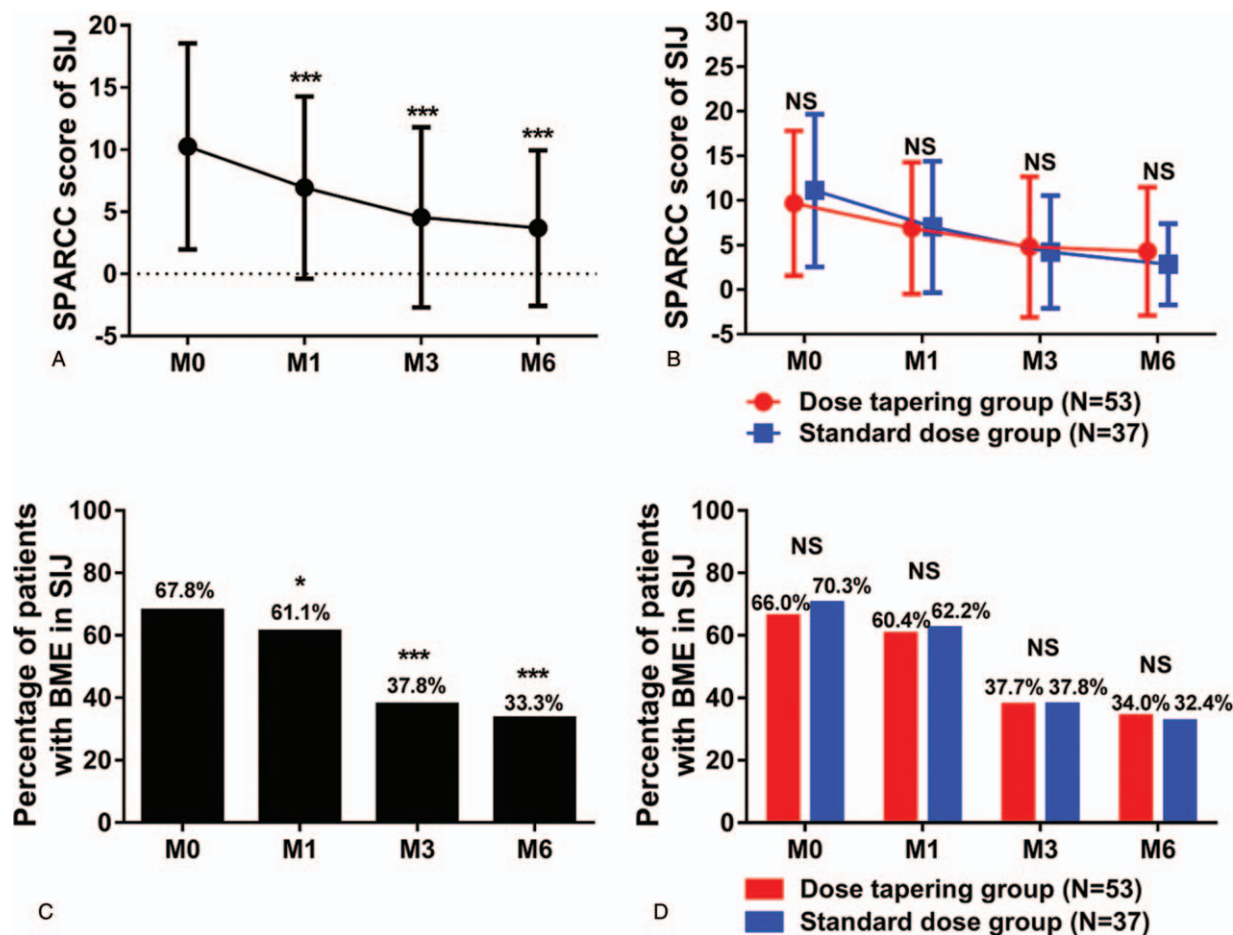 SPARCC score of SIJ
20
15
10
5
0
-5
***
***
***
M0 M1 M3 M6
A
SPARCC score of SIJ
30
25
20
15
10
5
0
-5
NS
NS
NS
NS
M0 M1 M3 M6
B
Dose tapering group (N=53)
Standard dose group (N=37)
Percentage of patients
with BME in SIJ
100
80
60
40
20
0
67.8%
*
61.1%
***
37.8%
***
33.3%
M0 M1 M3 M6
C
Percentage of patients
with BME in SIJ
100
80
60
40
20
0
NS
66.0% 70.3%
NS
60.4% 62.2%
NS
37.7% 37.8%
NS
34.0% 32.4%
M0 M1 M3 M6
D
Dose tapering group (N=53)
Standard dose group (N=37)